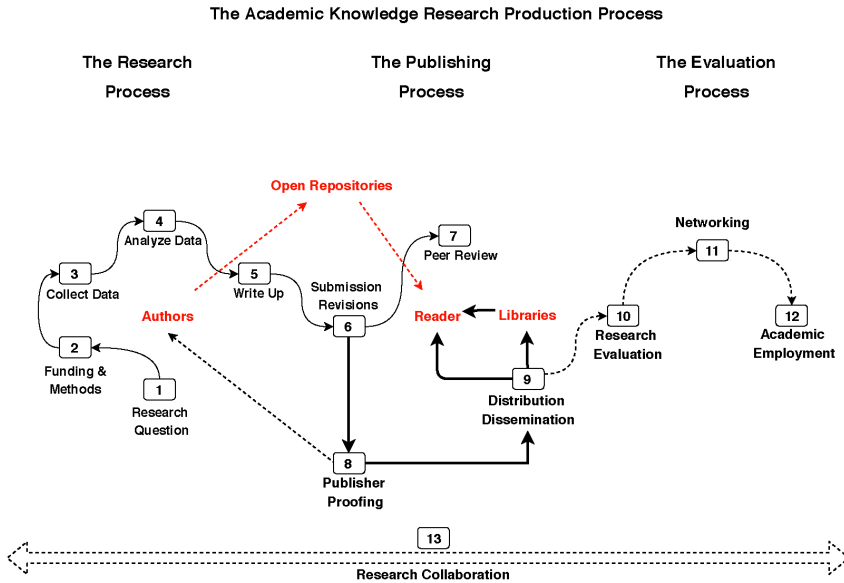 The Academic Knowledge Research Production Process
The Research
Process
The Publishing
Process
The Evaluation
Process
Open Repositories
4
Analyze Data
7
Peer Review
Networking
11
3
Collect Data
5
Write Up
Submission
Revisions
6
Authors
Reader
Libraries
10
Research
Evaluation
12
Academic
Employment
2
Funding &
Methods
1
Research
Question
9
Distribution
Dissemination
8
Publisher
Proofing
13
Research Collaboration